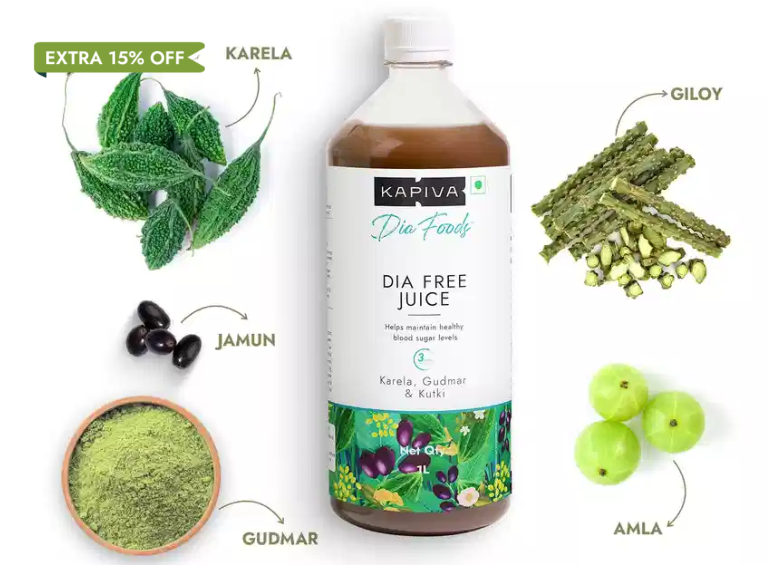 EXTRA 15% OFF
KARELA
GILOY
KAPIVA
Dia Foods
DIA FREE
JUICE
Helps maintain healthy
blood sugar levels
3
Karela, Gudmar
& Kutki
JAMUN
Net Qty
1L
GUDMAR
AMLA